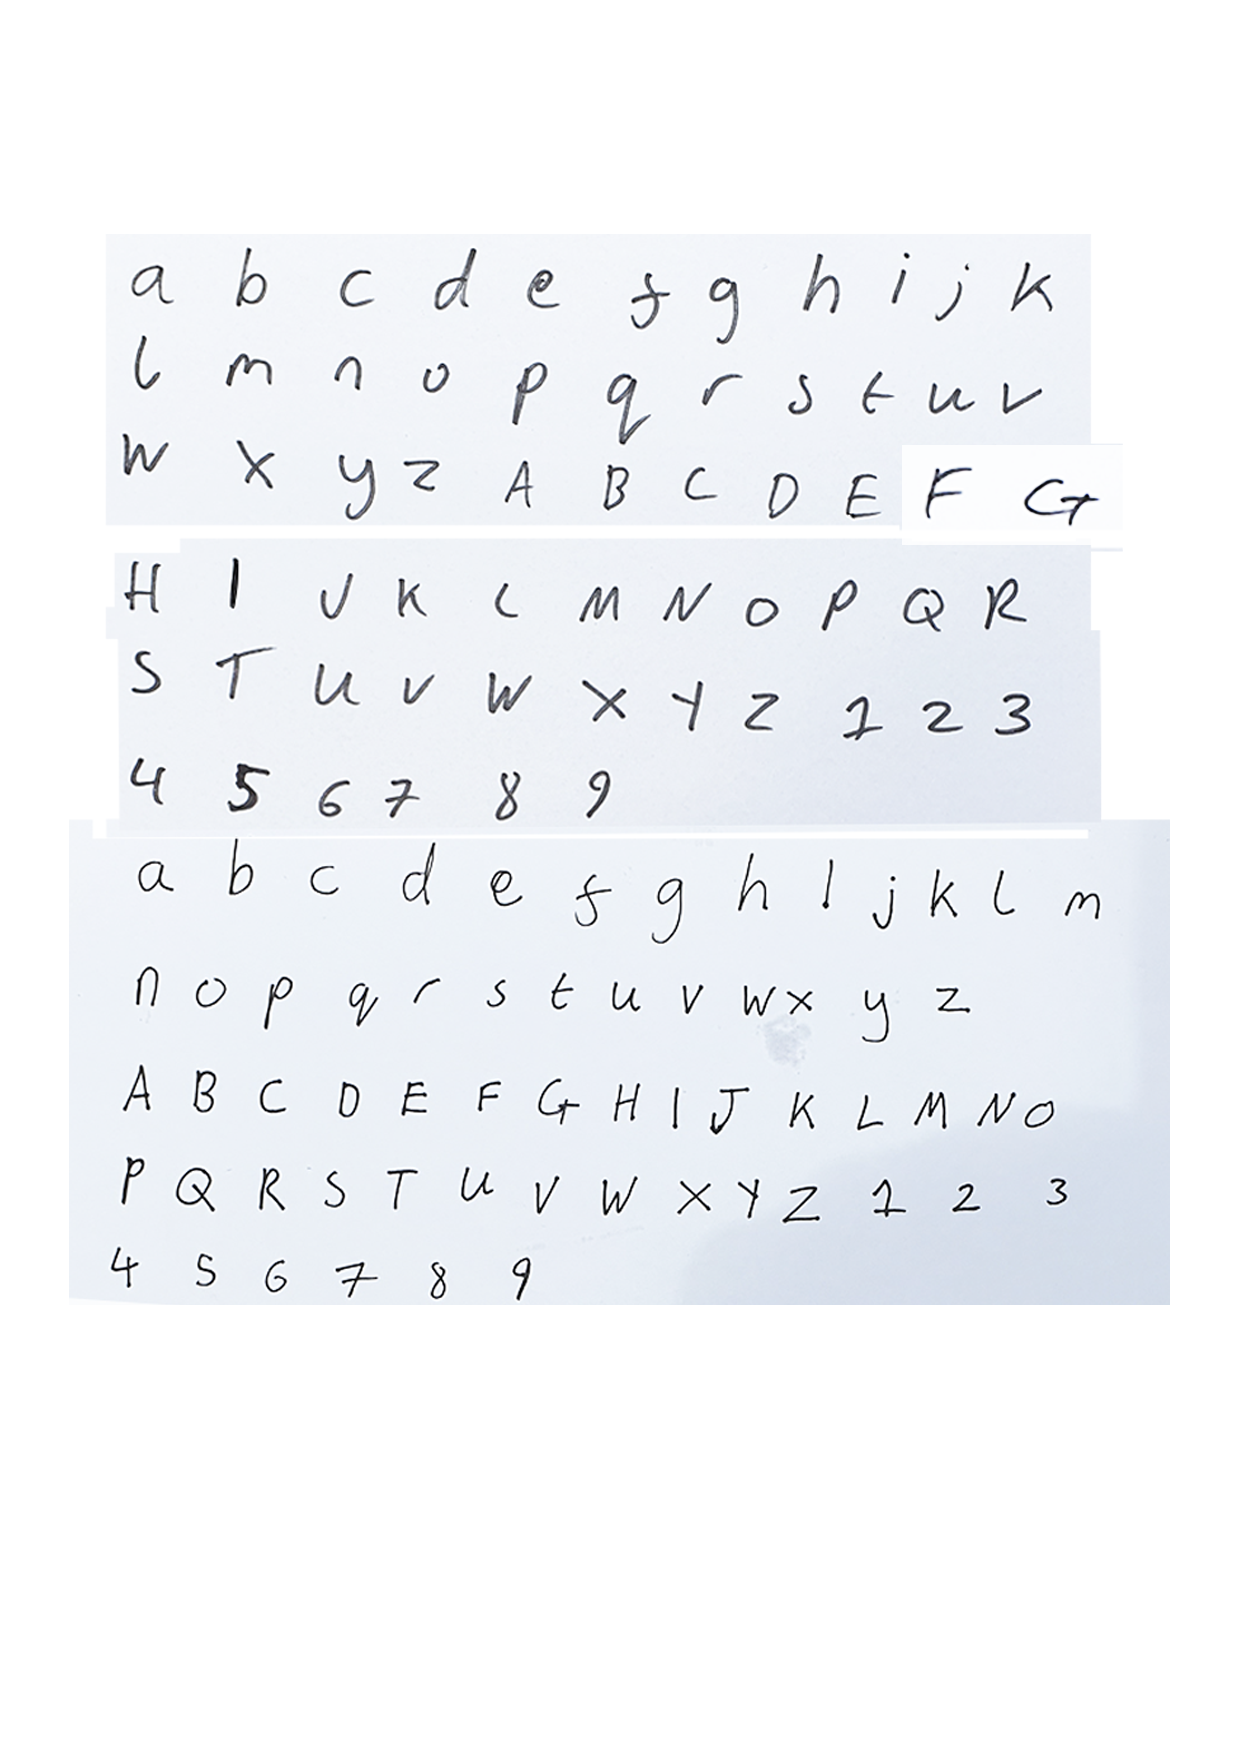 a b c d e f g h i j k
l m n o p q r s t u v
w x y z A B C D E F G
H I J K L M N O P Q R
S T U V W X Y Z 1 2 3
4 5 6 7 8 9
a b c d e f g h i j k l m
n o p q r s t u v w x y z
A B C D E F G H I J K L M N O
P Q R S T U V W X Y Z 1 2 3
4 5 6 7 8 9